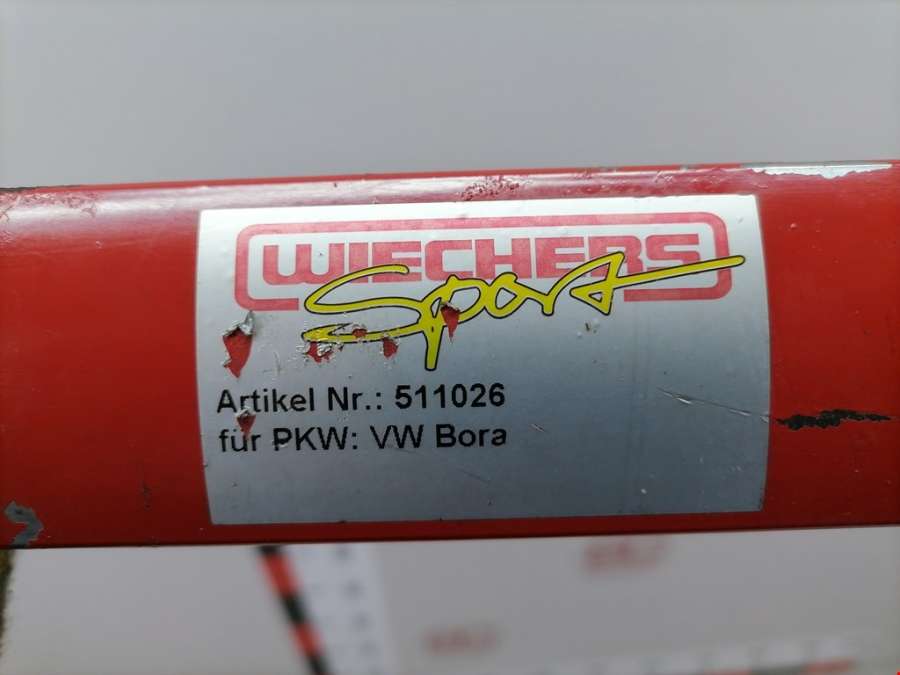 WIECHERS
Sport
Artikel Nr.: 511026
für PKW: VW Bora